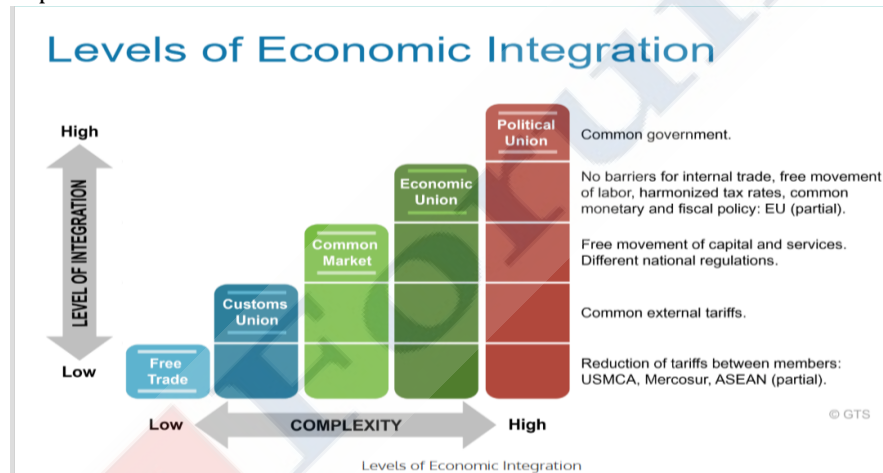 Levels of Economic Integration
High
LEVEL OF INTEGRATION
Low
Political
Union
Common government.
Economic
Union
No barriers for internal trade, free movement
of labor, harmonized tax rates, common
monetary and fiscal policy: EU (partial).
Common
Market
Free movement of capital and services.
Different national regulations.
Customs
Union
Common external tariffs.
Free
Trade
Reduction of tariffs between members:
USMCA, Mercosur, ASEAN (partial).
© GTS
Low
COMPLEXITY
High
Levels of Economic Integration